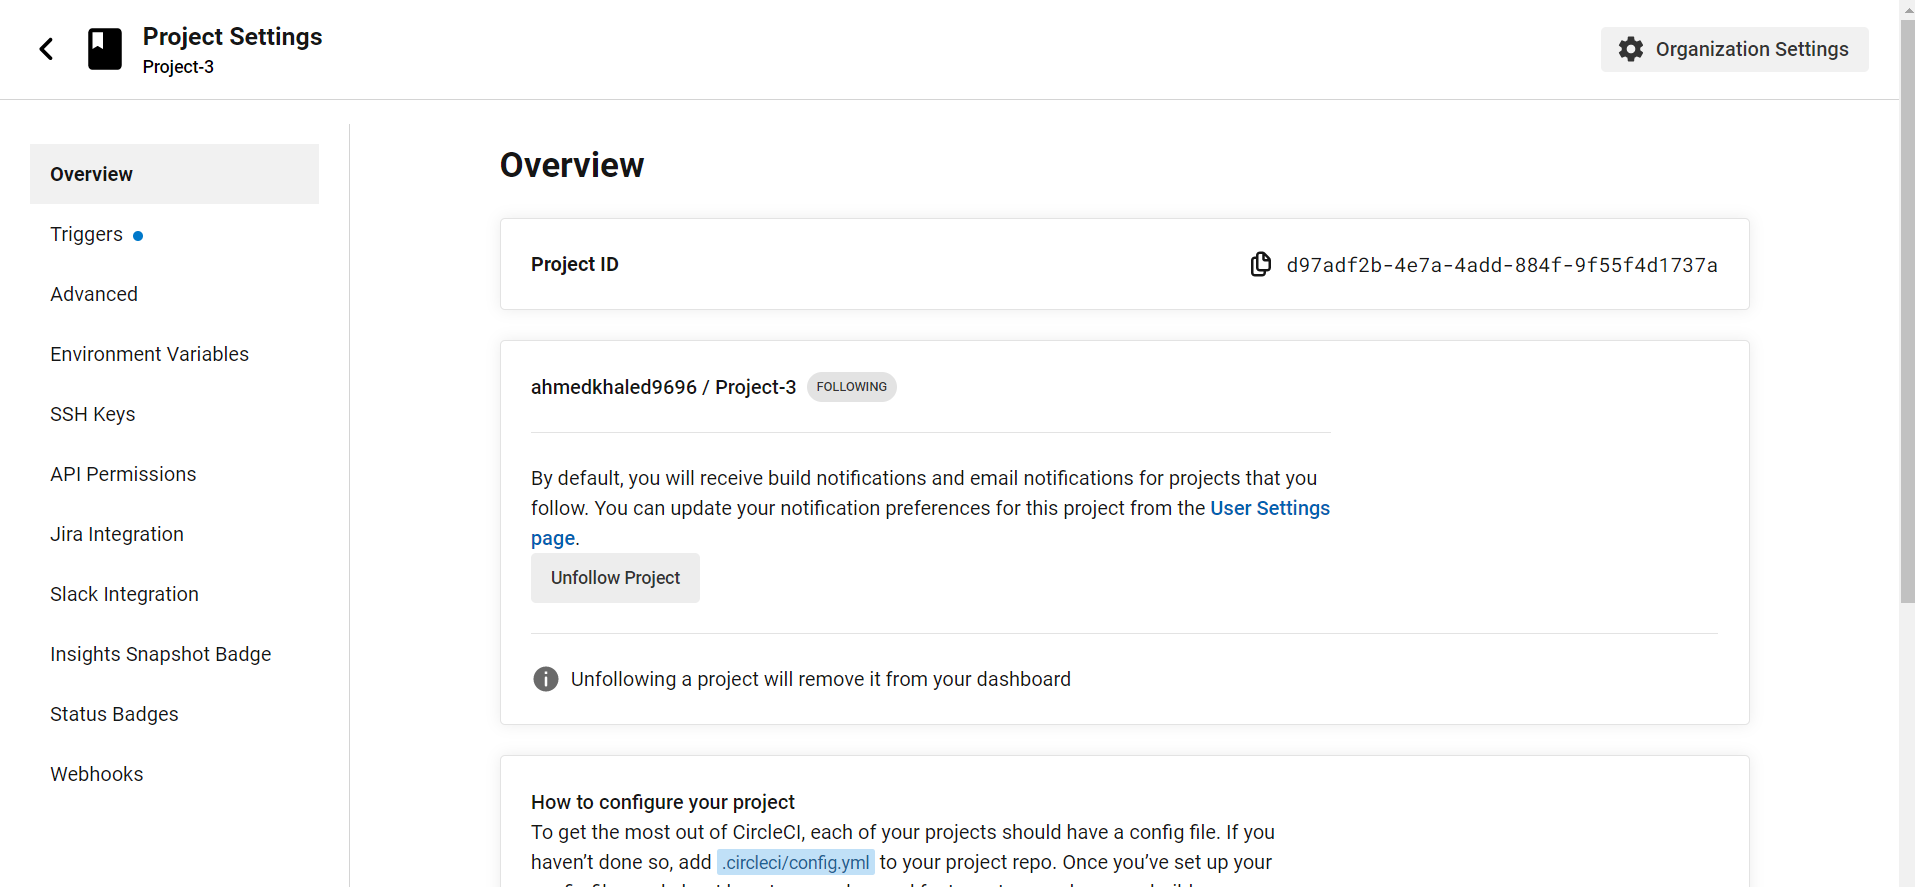 Project Settings
Project-3
Organization Settings
Overview
Triggers
Advanced
Environment Variables
SSH Keys
API Permissions
Jira Integration
Slack Integration
Insights Snapshot Badge
Status Badges
Webhooks
Overview
Project ID
d97adf2b-4e7a-4add-884f-9f55f4d1737a
ahmedkhaled9696 / Project-3 FOLLOWING
By default, you will receive build notifications and email notifications for projects that you
follow. You can update your notification preferences for this project from the User Settings
page.
Unfollow Project
Unfollowing a project will remove it from your dashboard
How to configure your project
To get the most out of CircleCI, each of your projects should have a config file. If you
haven't done so, add .circleci/config.yml to your project repo. Once you've set up your